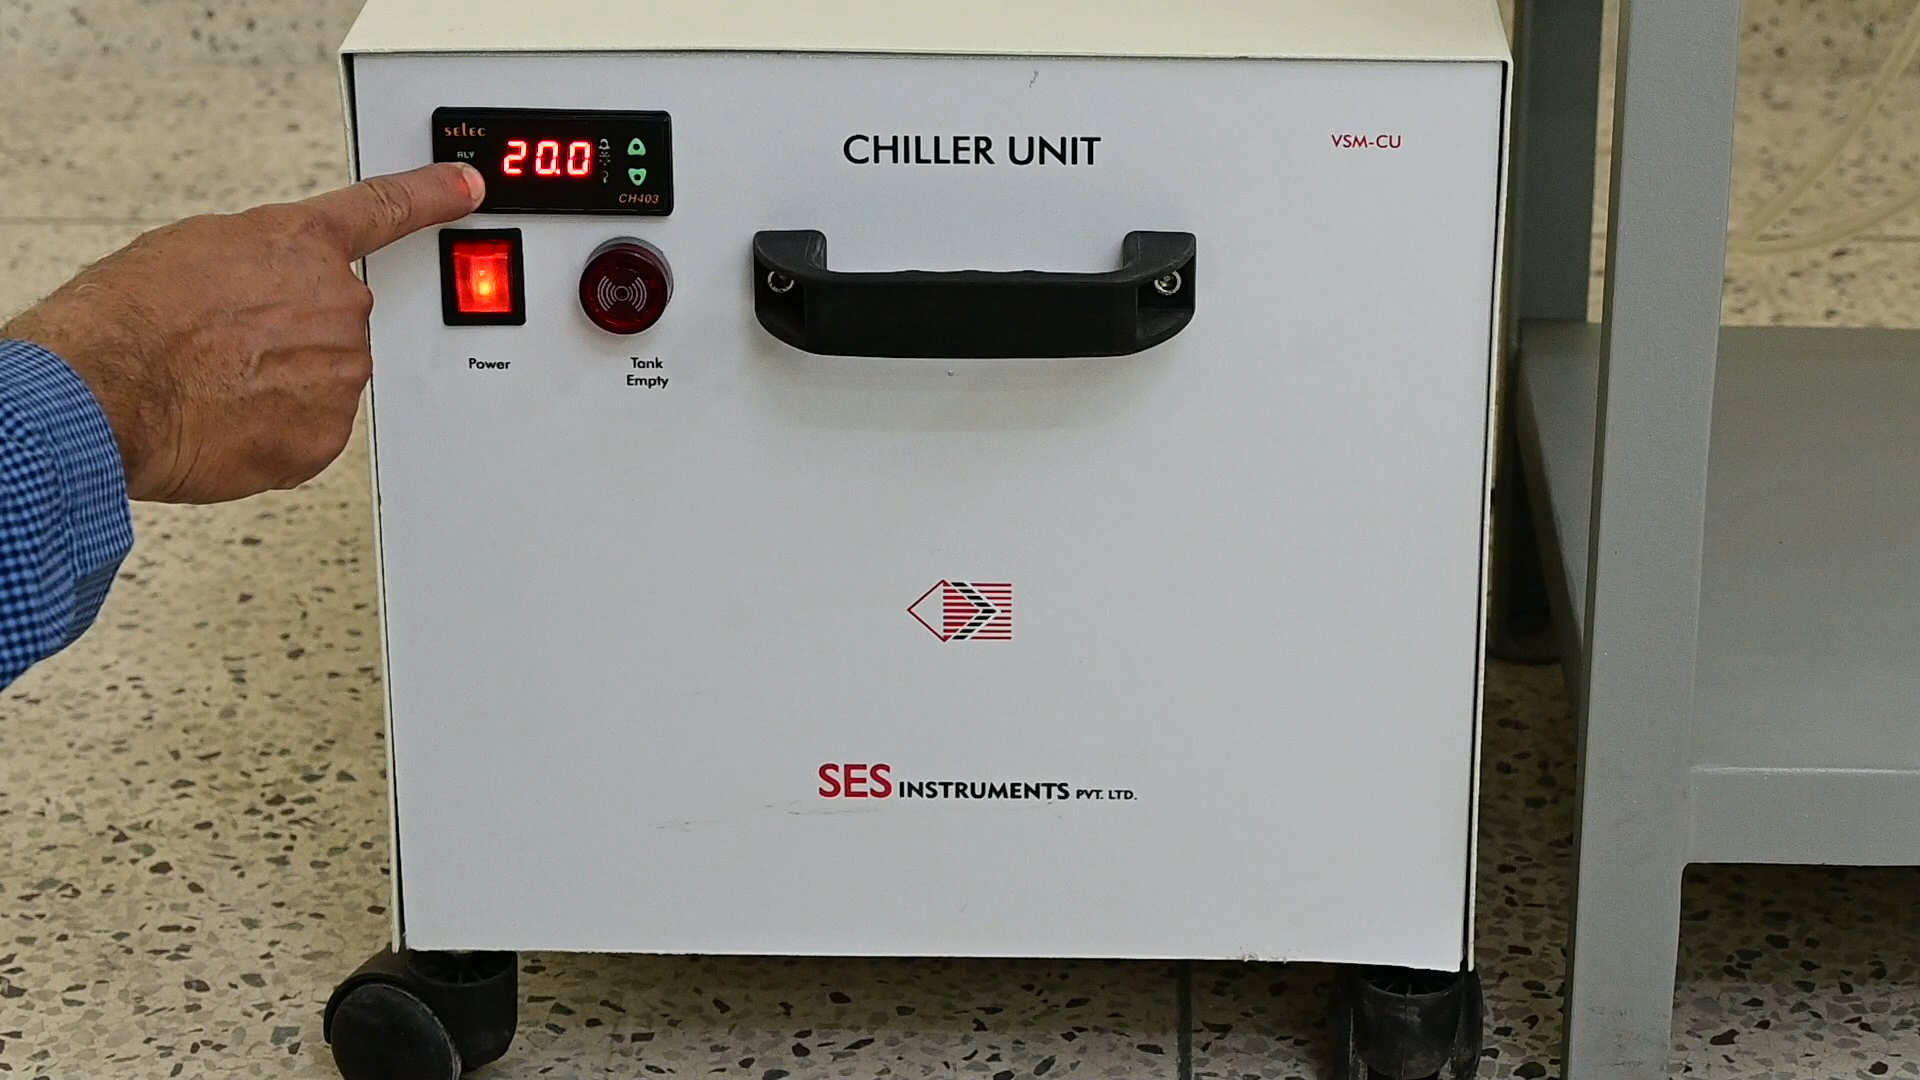 selec
RLY
20.0
CH403
CHILLER UNIT
VSM-CU
Power
Tank
Empty
SES INSTRUMENTS PVT. LTD.